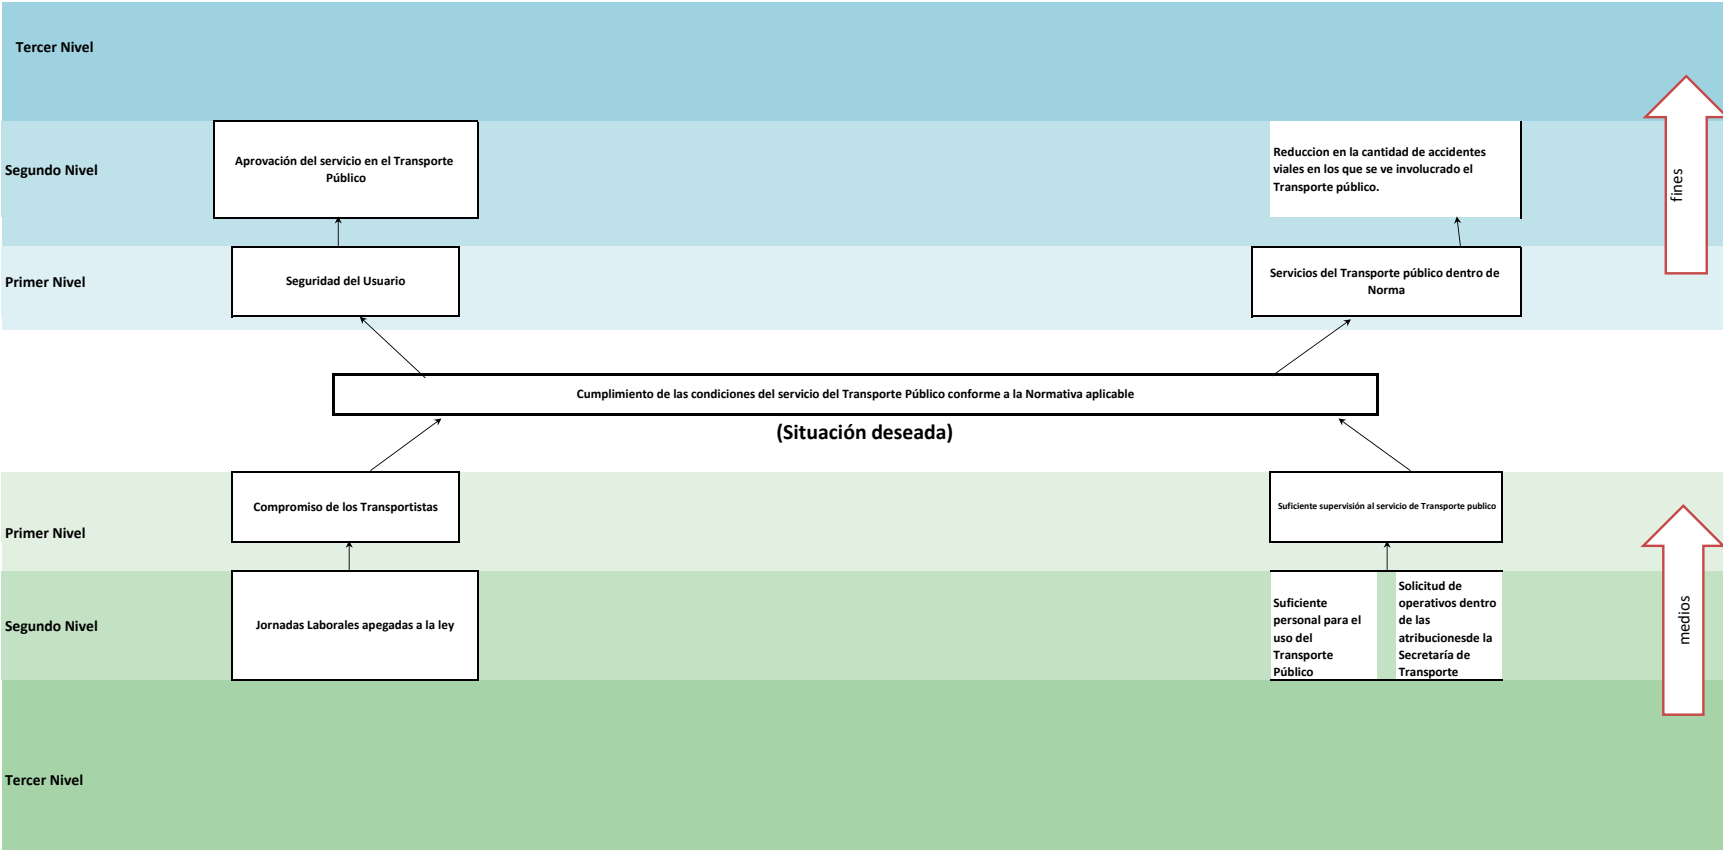 Tercer Nivel
Segundo Nivel
Aprovación del servicio en el Transporte
Público
Reduccion en la cantidad de accidentes
viales en los que se ve involucrado el
Transporte público.
fines
Primer Nivel
Seguridad del Usuario
Servicios del Transporte público dentro de
Norma
Cumplimiento de las condiciones del servicio del Transporte Público conforme a la Normativa aplicable
(Situación deseada)
Primer Nivel
Compromiso de los Transportistas
Suficiente supervisión al servicio de Transporte publico
Segundo Nivel
Jornadas Laborales apegadas a la ley
Suficiente
personal para el
uso del
Transporte
Público
Solicitud de
operativos dentro
de las
atribucionesde la
Secretaría de
Transporte
medios
Tercer Nivel